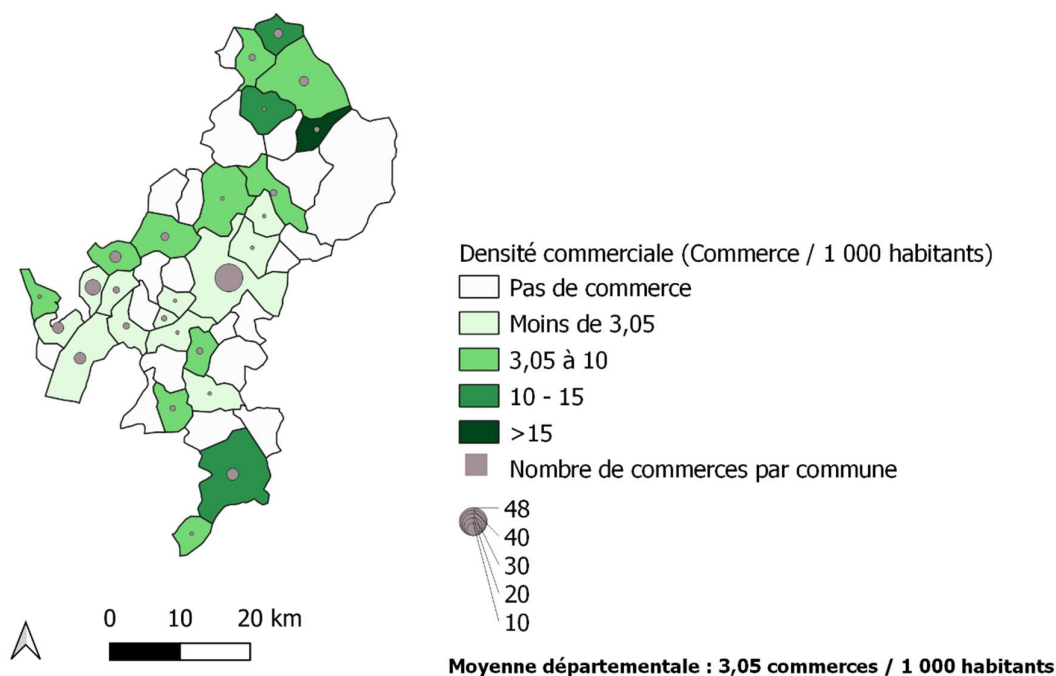 Densité commerciale (Commerce / 1 000 habitants)
Pas de commerce
Moins de 3,05
3,05 à 10
10 - 15
>15
Nombre de commerces par commune
48
40
30
20
10
0 10 20 km
Moyenne départementale : 3,05 commerces / 1 000 habitants